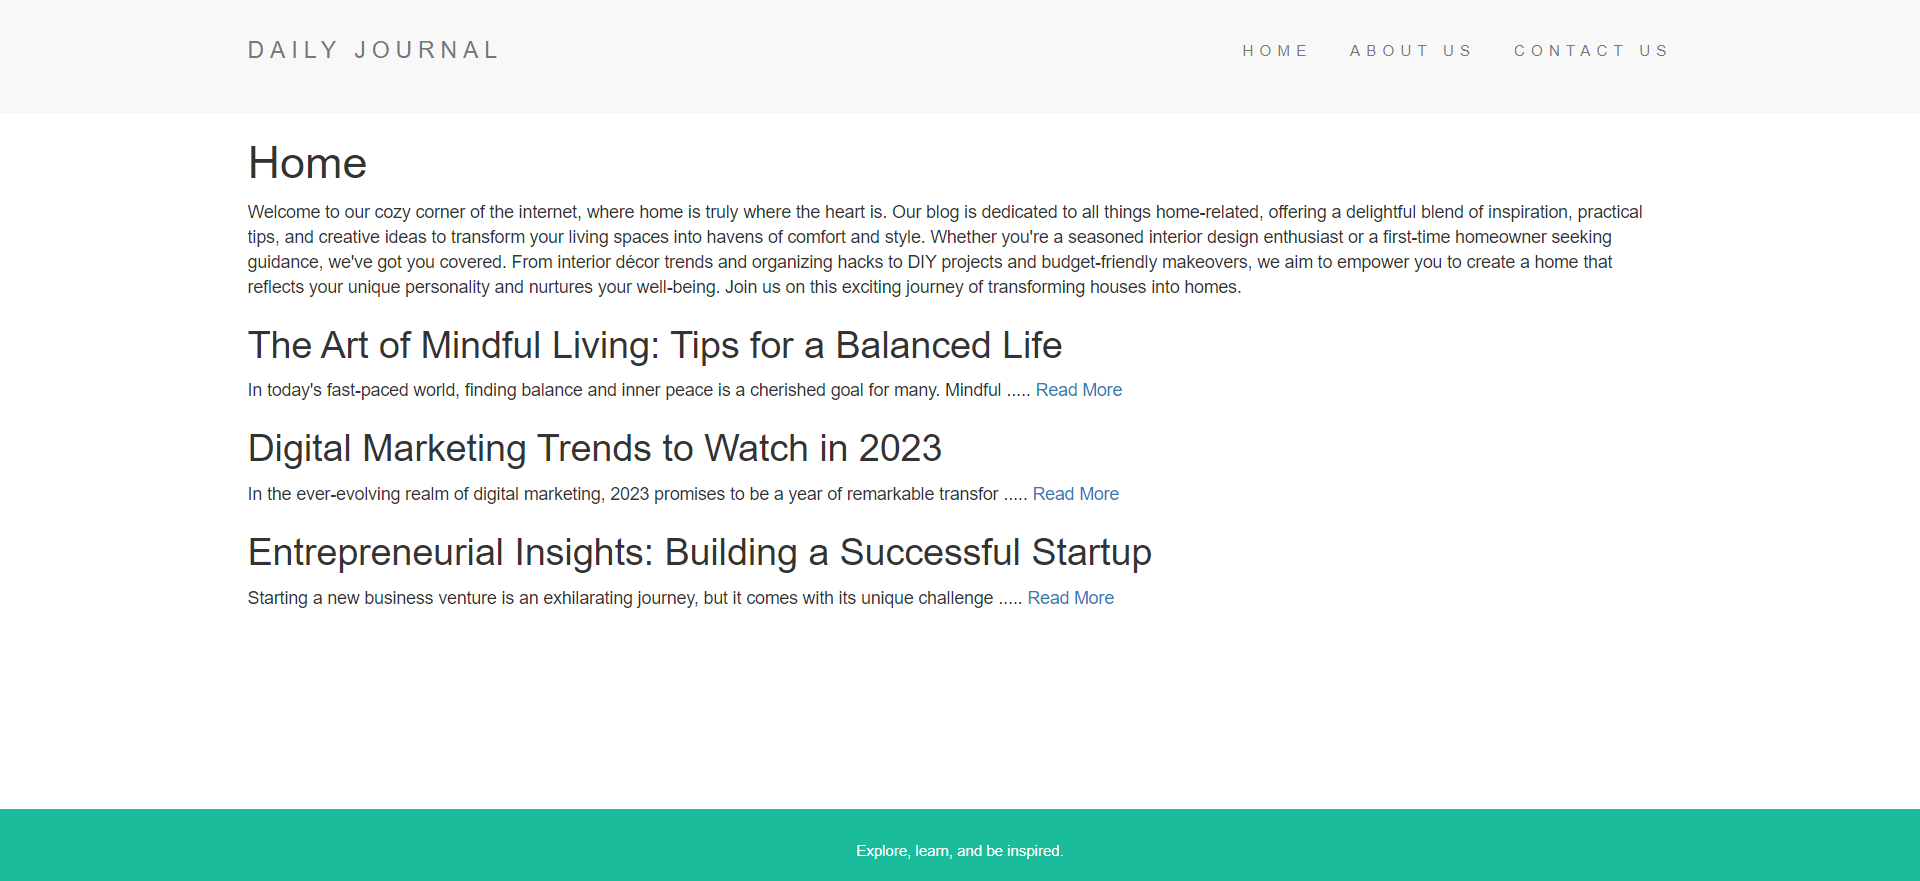 DAILY JOURNAL
HOME ABOUT US CONTACT US
Home
Welcome to our cozy corner of the internet, where home is truly where the heart is. Our blog is dedicated to all things home-related, offering a delightful blend of inspiration, practical
tips, and creative ideas to transform your living spaces into havens of comfort and style. Whether you're a seasoned interior design enthusiast or a first-time homeowner seeking
guidance, we've got you covered. From interior décor trends and organizing hacks to DIY projects and budget-friendly makeovers, we aim to empower you to create a home that
reflects your unique personality and nurtures your well-being. Join us on this exciting journey of transforming houses into homes.
The Art of Mindful Living: Tips for a Balanced Life
In today's fast-paced world, finding balance and inner peace is a cherished goal for many. Mindful ..... Read More
Digital Marketing Trends to Watch in 2023
In the ever-evolving realm of digital marketing, 2023 promises to be a year of remarkable transfor ..... Read More
Entrepreneurial Insights: Building a Successful Startup
Starting a new business venture is an exhilarating journey, but it comes with its unique challenge ..... Read More
Explore, learn, and be inspired.